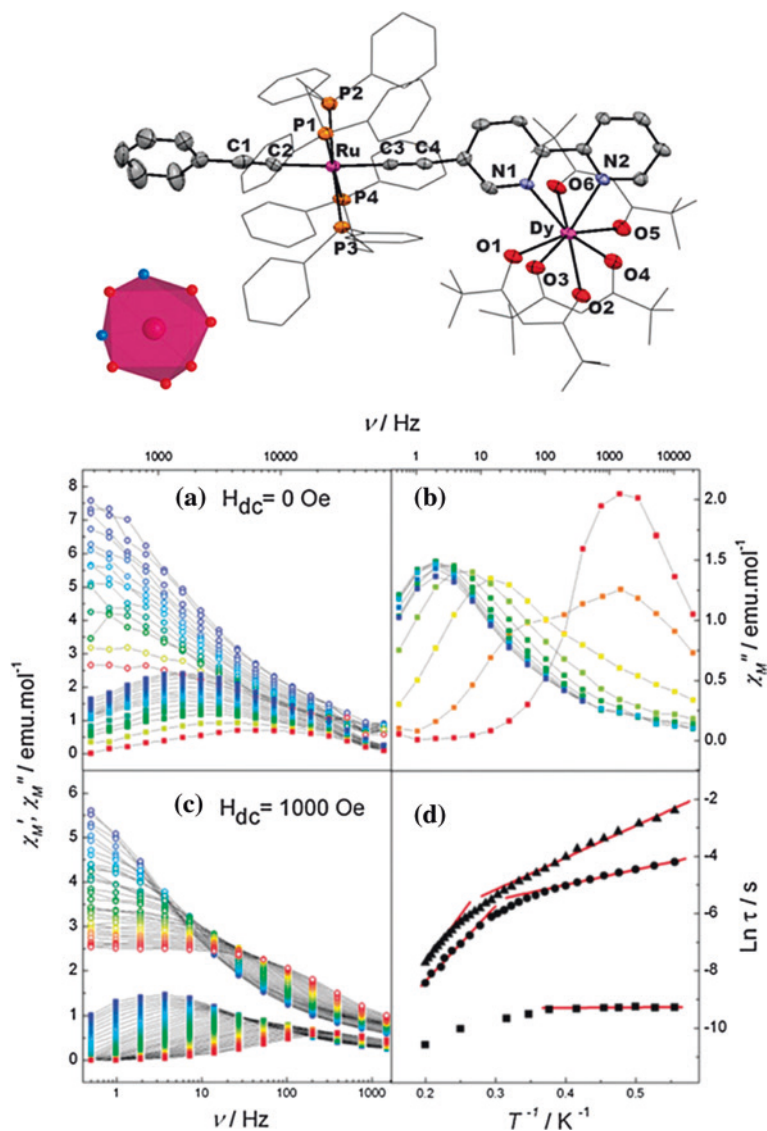 P2
P1
C1 C2 Ru C3 C4 N1 N2
O6
P4
Dy O5
P3
O1 O3 O4
O2
ν / Hz
1000 10000 1 10 100 1000 10000
(a) H_dc= 0 Oe (b)
8
7
6
5
4
3
2
1
0
2.0
1.5
1.0
0.5
0.0
χ_M'' / emu.mol⁻¹
χ_M', χ_M'' / emu.mol⁻¹
(c) H_dc= 1000 Oe (d)
6
5
4
3
2
1
0
-2
-4
-6
-8
-10
Ln τ / s
1 10 100 1000 0.2 0.3 0.4 0.5
ν / Hz T⁻¹ / K⁻¹